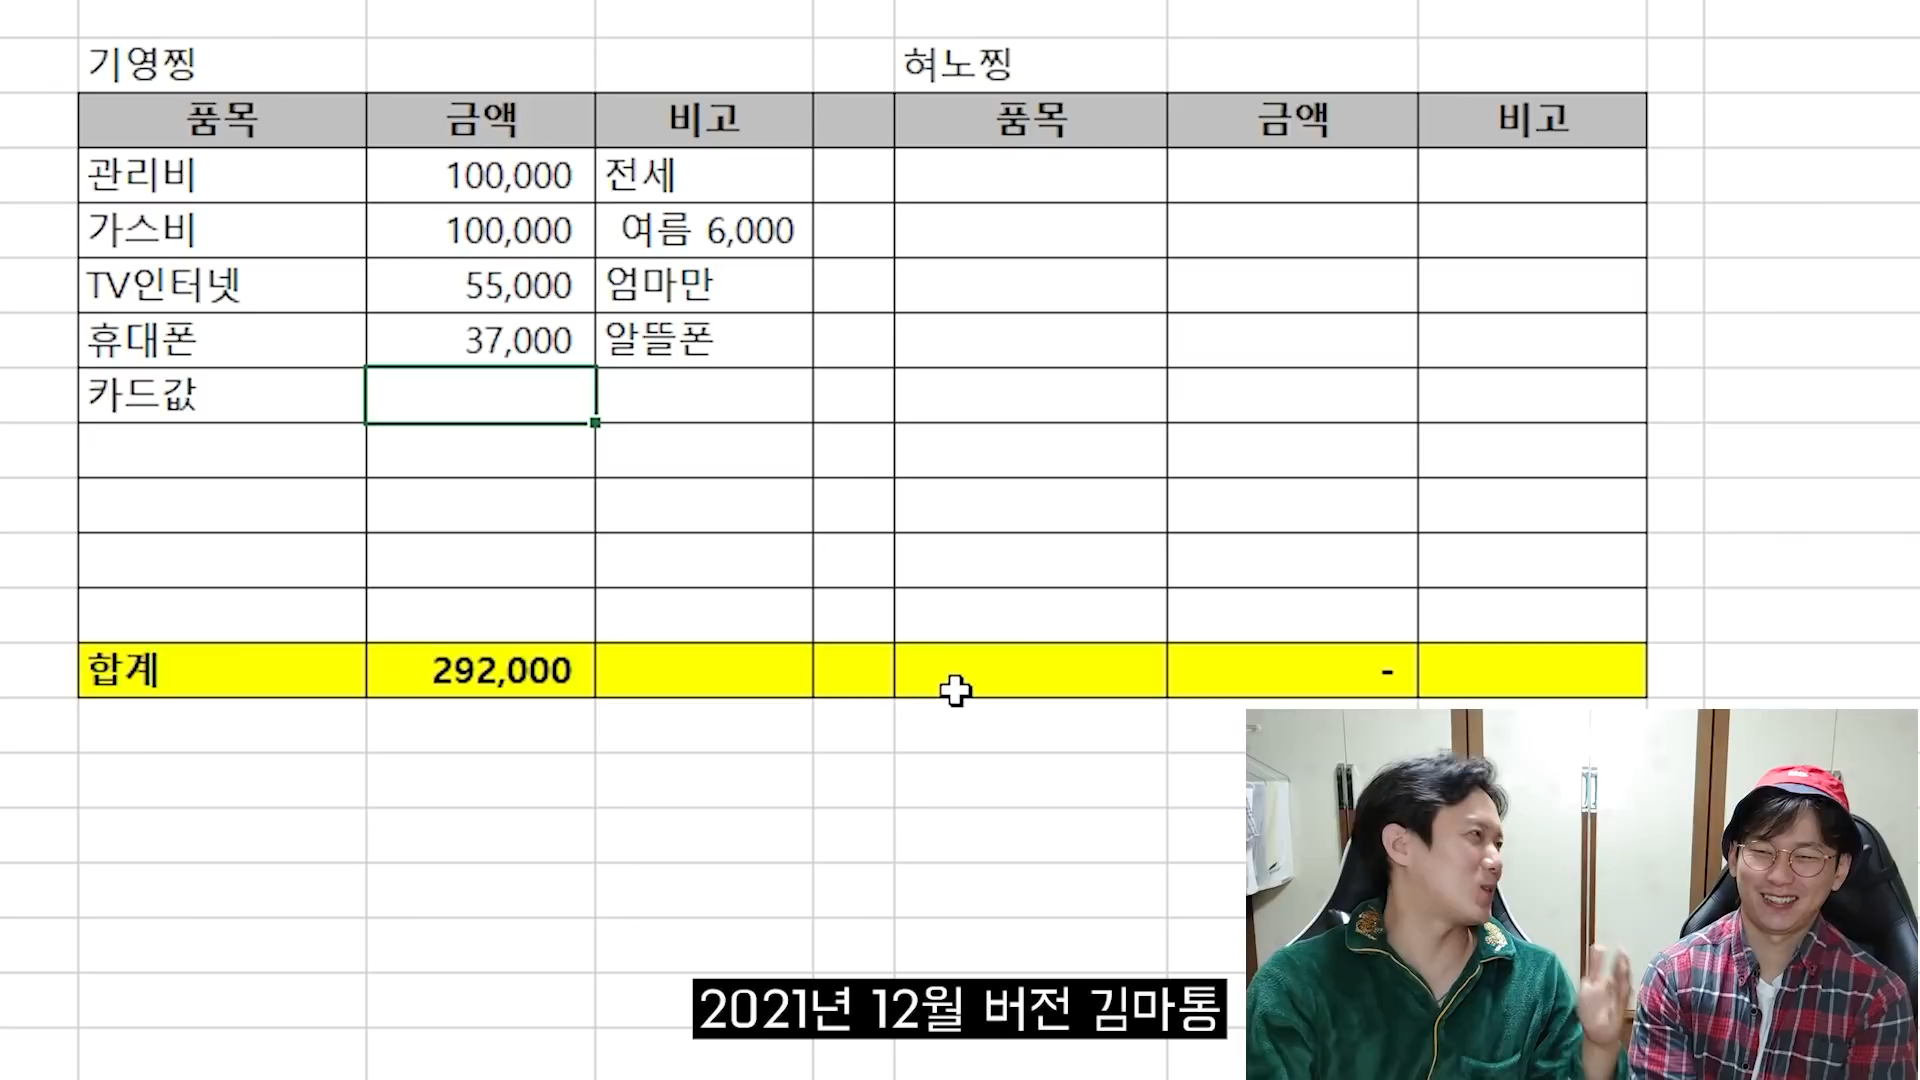 기영찡 혀노찡
품목 금액 비고 품목 금액 비고
관리비 100,000 전세
가스비 100,000 여름 6,000
TV인터넷 55,000 엄마만
휴대폰 37,000 알뜰폰
카드값
합계 292,000 -
2021년 12월 버전 김마통